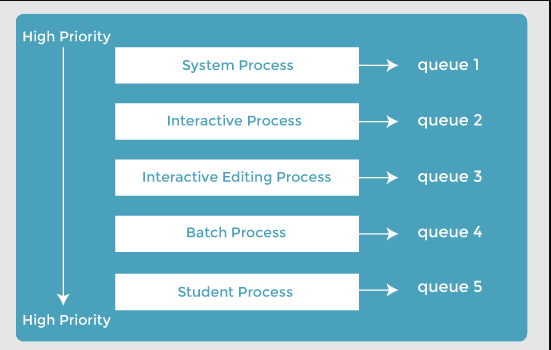 High Priority
System Process
queue 1
Interactive Process
queue 2
Interactive Editing Process
queue 3
Batch Process
queue 4
Student Process
queue 5
High Priority